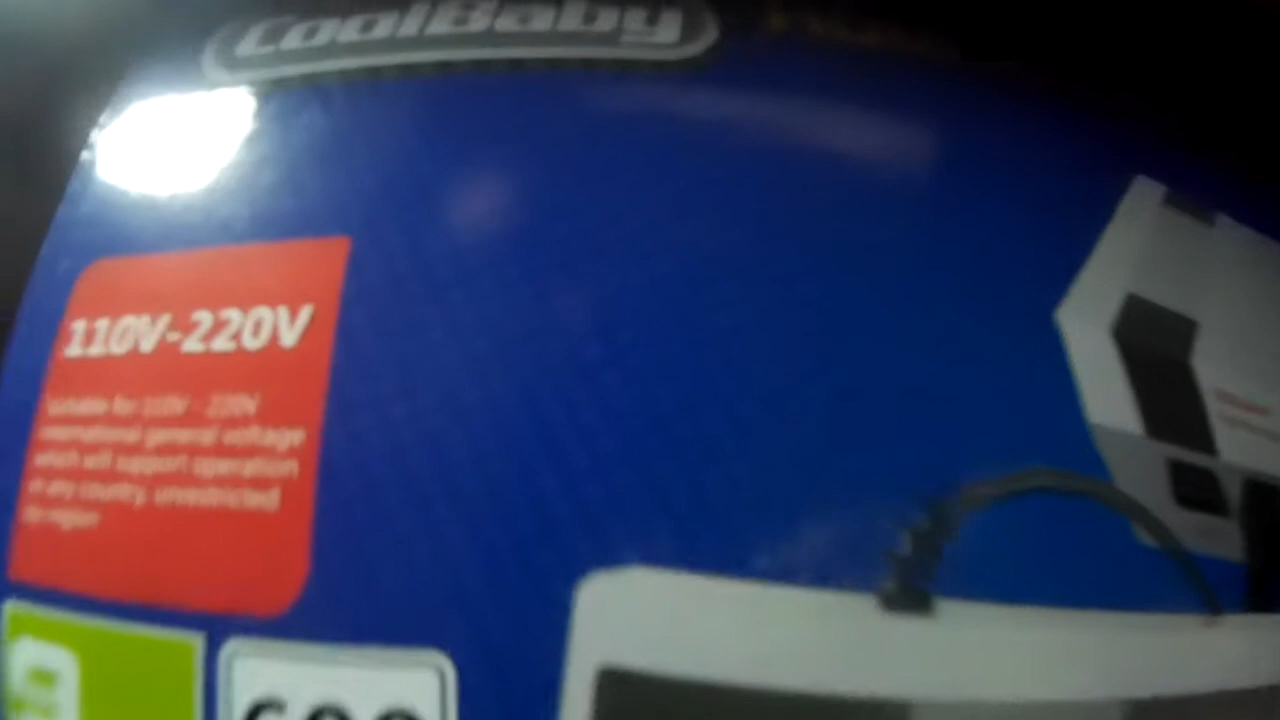 CoolBaby
110V-220V
Suitable for 110V - 220V
international general voltage
which will support operation
in any country, unrestricted
by region
600